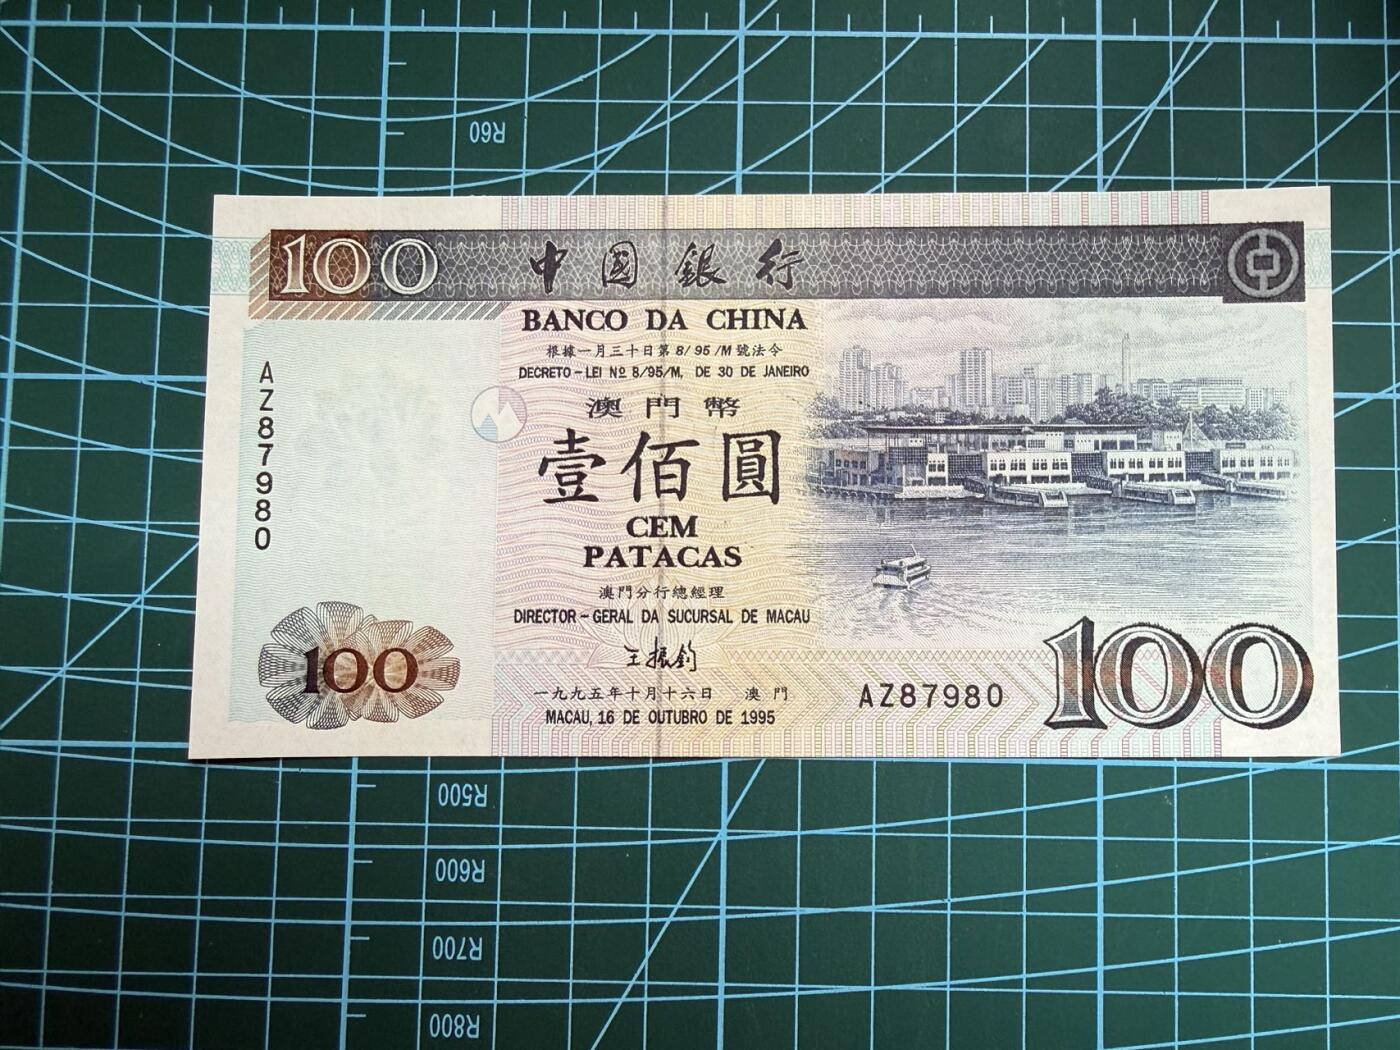 R60
100
中國銀行
BANCO DA CHINA
根據一月三十日第8/95/M號法令
DECRETO-LEI Nº 8/95/M, DE 30 DE JANEIRO
澳門幣
壹佰圓
CEM
PATACAS
澳門分行總經理
DIRECTOR-GERAL DA SUCURSAL DE MACAU
王振鈞
一九九五年十月十六日 澳門
MACAU, 16 DE OUTUBRO DE 1995
AZ87980
100
AZ87980
100
R500
R600
R700
R800